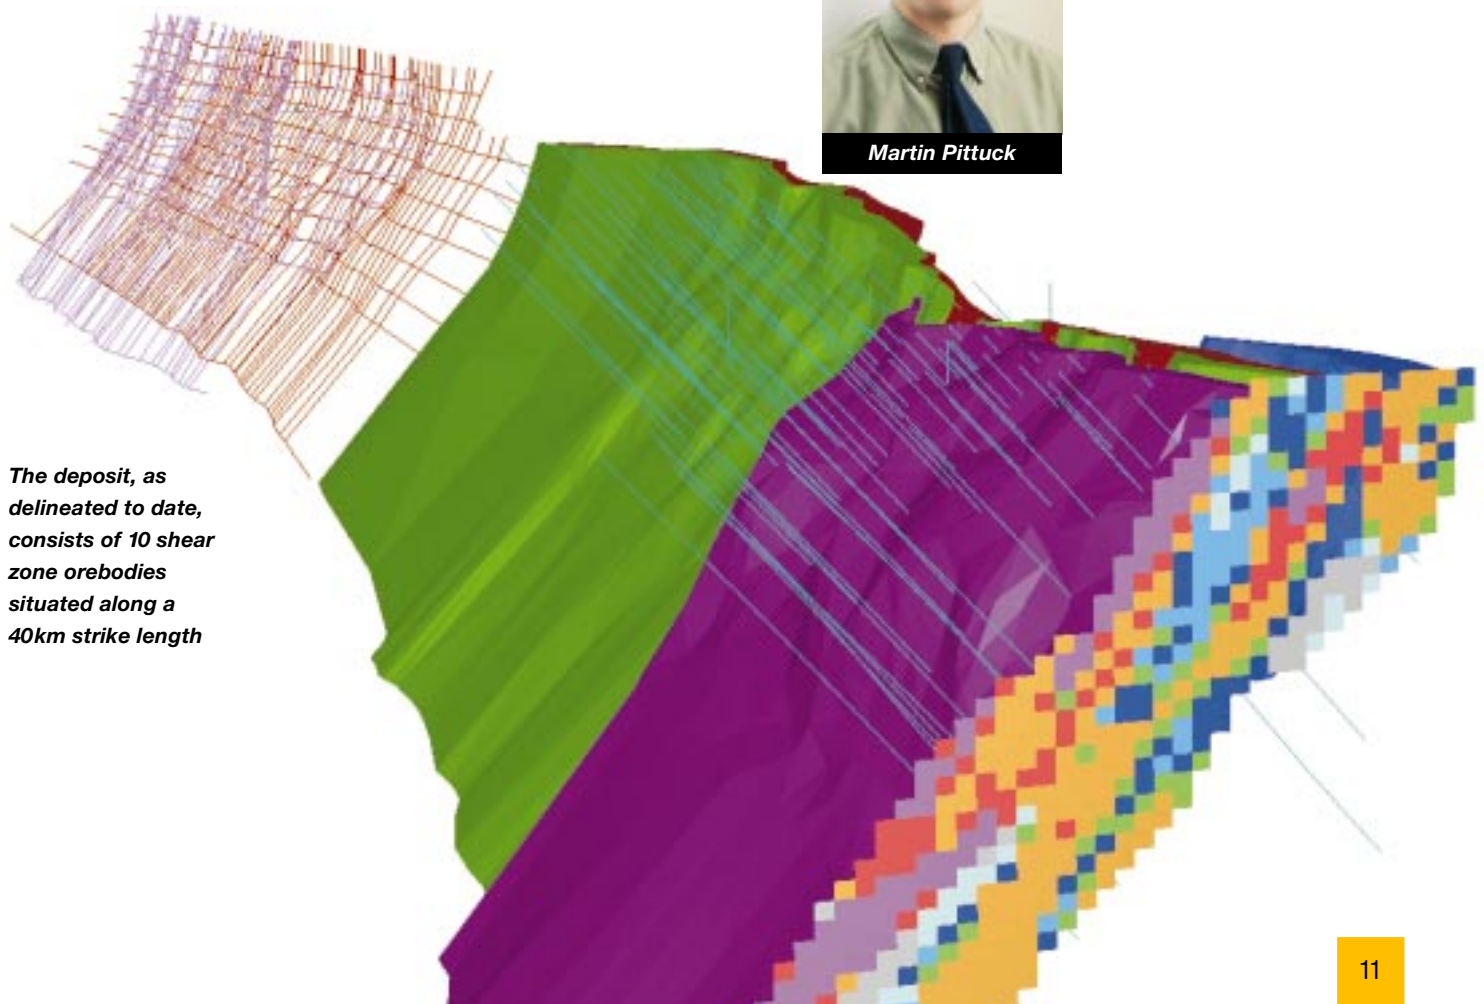 Martin Pittuck
The deposit, as
delineated to date,
consists of 10 shear
zone orebodies
situated along a
40km strike length
11